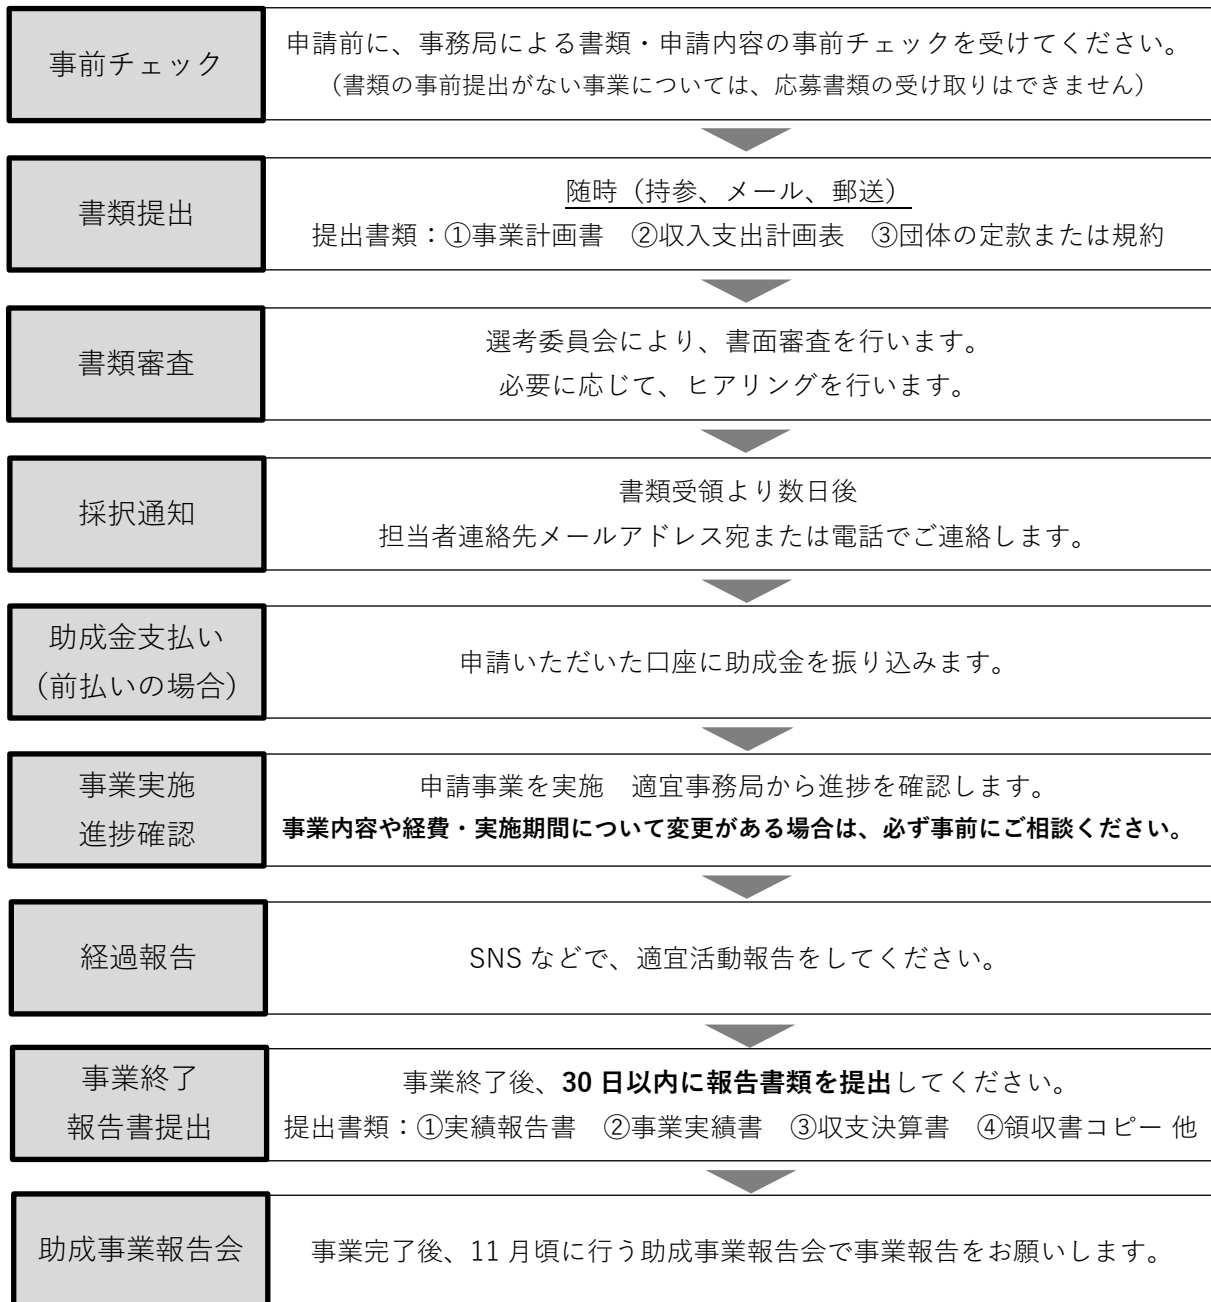 事前チェック
申請前に、事務局による書類・申請内容の事前チェックを受けてください。
（書類の事前提出がない事業については、応募書類の受け取りはできません）
書類提出
随時（持参、メール、郵送）
提出書類：①事業計画書　②収入支出計画表　③団体の定款または規約
書類審査
選考委員会により、書面審査を行います。
必要に応じて、ヒアリングを行います。
採択通知
書類受領より数日後
担当者連絡先メールアドレス宛または電話でご連絡します。
助成金支払い
（前払いの場合）
申請いただいた口座に助成金を振り込みます。
事業実施
進捗確認
申請事業を実施　適宜事務局から進捗を確認します。
事業内容や経費・実施期間について変更がある場合は、必ず事前にご相談ください。
経過報告
SNS などで、適宜活動報告をしてください。
事業終了
報告書提出
事業終了後、30 日以内に報告書類を提出してください。
提出書類：①実績報告書　②事業実績書　③収支決算書　④領収書コピー 他
助成事業報告会
事業完了後、11 月頃に行う助成事業報告会で事業報告をお願いします。